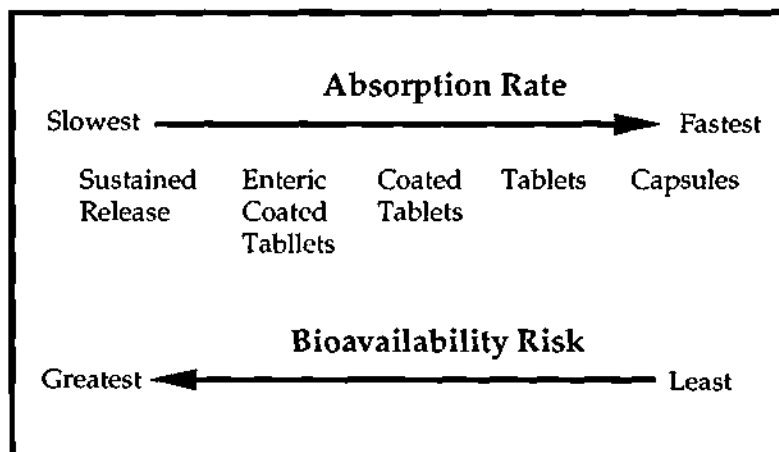 Absorption Rate
Slowest Fastest
Sustained Enteric Coated Tablets Capsules
Release Coated Tablets
Tabllets
Bioavailability Risk
Greatest Least